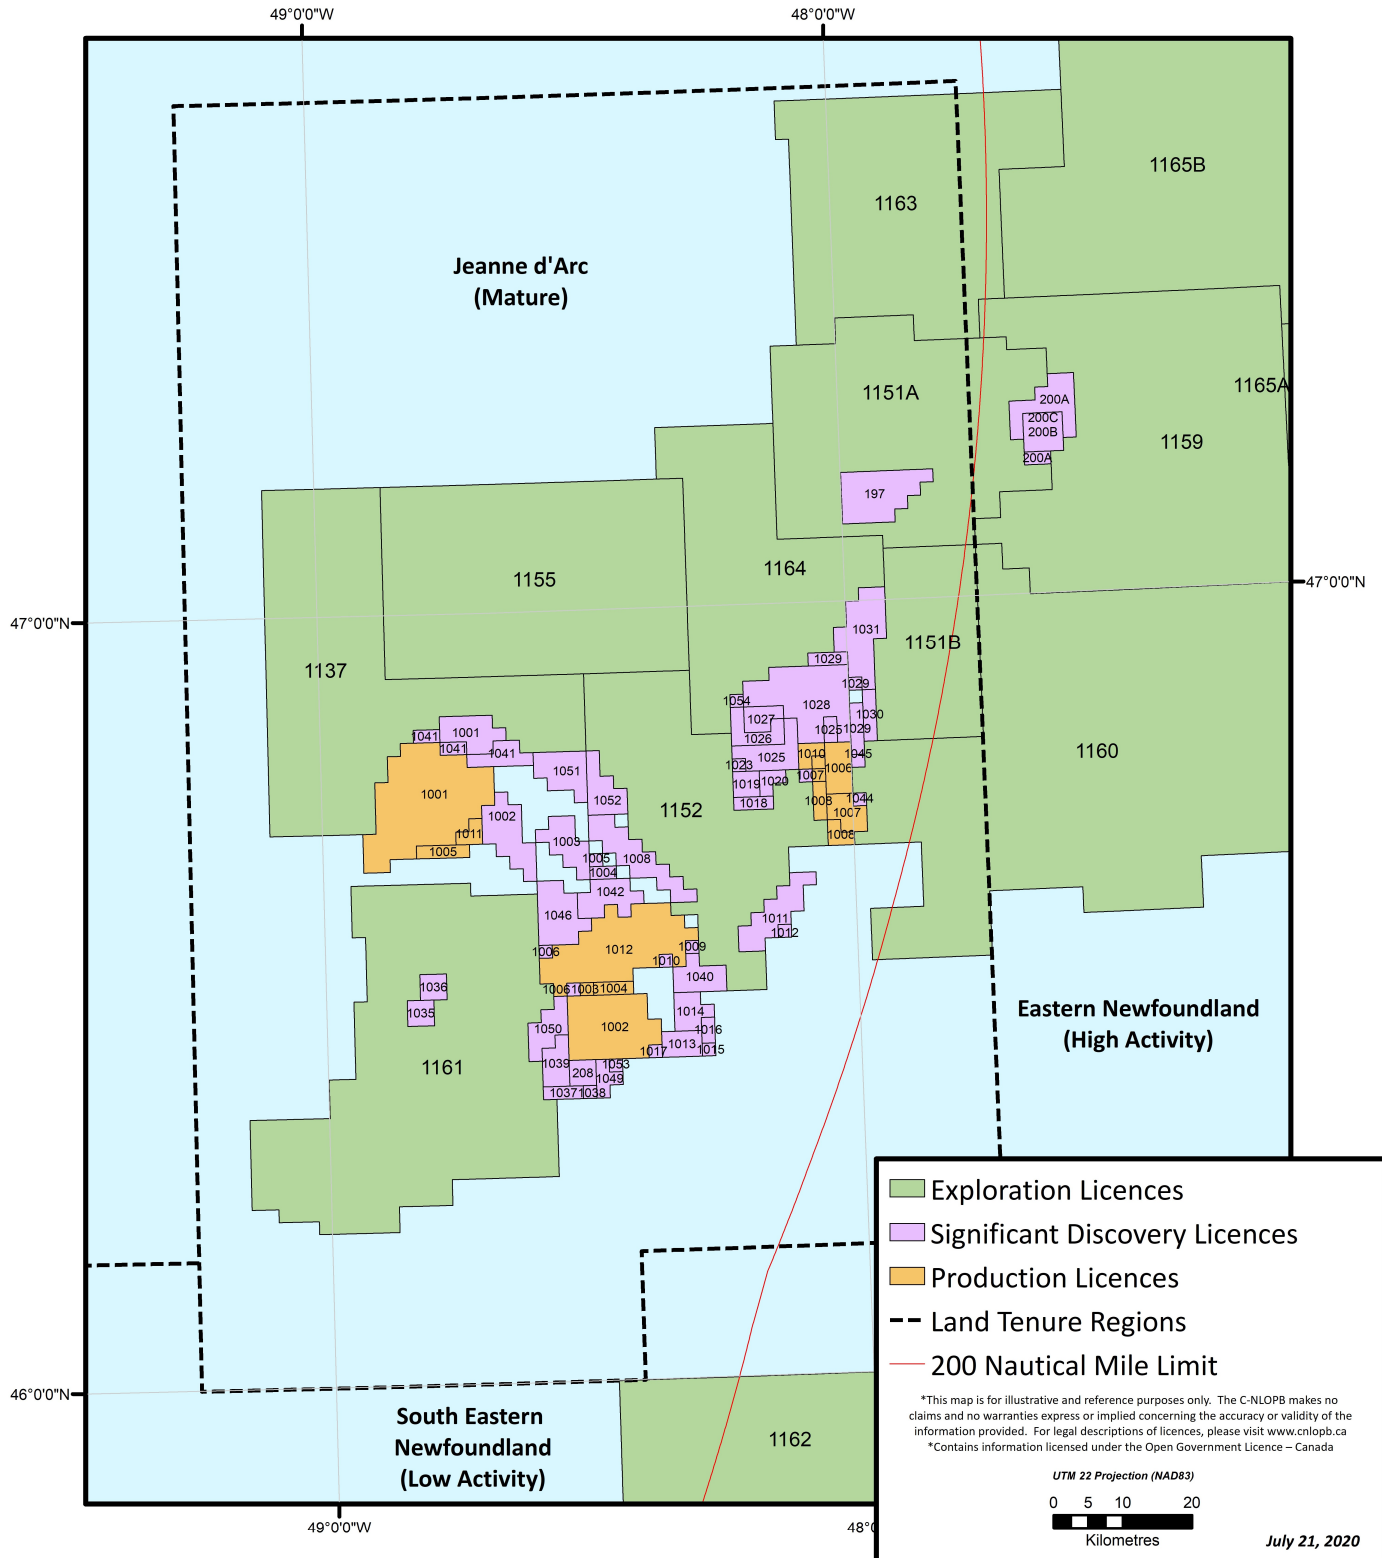 49°0'0"W
48°0'0"W
1165B
1163
Jeanne d'Arc
(Mature)
1165A
1151A
200A
200C
200B
200A
1159
197
1155
1164
47°0'0"N
47°0'0"N
1031
1151B
1137
1029
1029
1054
1028
1030
1027
1025
1029
1026
1001
1041
1041
1041
1010
1045
1025
1023
1006
1051
1007
1020
1019
1160
1001
1052
1018
1008
1044
1007
1152
1002
1011
1008
1003
1005
1005
1008
1004
1042
1046
1011
1012
1006
1012
1009
1010
1040
1036
1006
1003
1004
1035
1014
Eastern Newfoundland
(High Activity)
1050
1002
1016
1013
1017
1015
1161
1039
1053
208
1049
1037
1038
Exploration Licences
Significant Discovery Licences
Production Licences
Land Tenure Regions
200 Nautical Mile Limit
46°0'0"N
*This map is for illustrative and reference purposes only. The C-NLOPB makes no
claims and no warranties express or implied concerning the accuracy or validity of the
information provided. For legal descriptions of licences, please visit www.cnlopb.ca
*Contains information licensed under the Open Government Licence – Canada
South Eastern
Newfoundland
(Low Activity)
1162
UTM 22 Projection (NAD83)
0 5 10 20
Kilometres
July 21, 2020
49°0'0"W
48°0